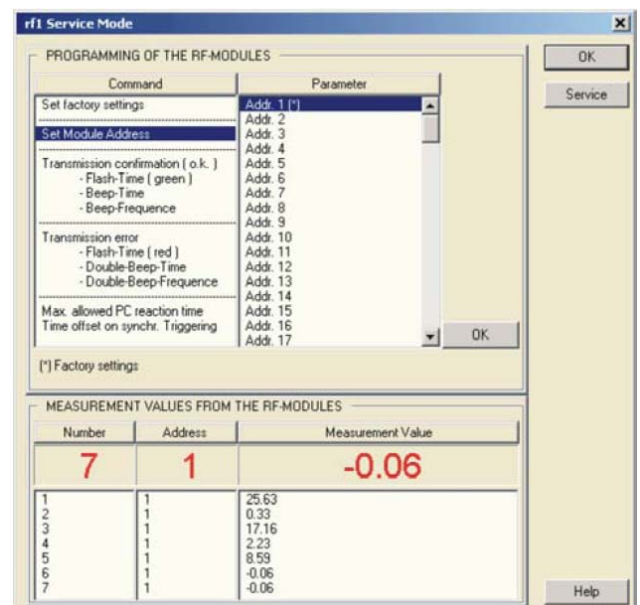 rf1 Service Mode
PROGRAMMING OF THE RF-MODULES
OK
Service
Command
Parameter
Set factory settings
Set Module Address
Transmission confirmation ( o.k. )
- Flash-Time ( green )
- Beep-Time
- Beep-Frequence
Transmission error
- Flash-Time ( red )
- Double-Beep-Time
- Double-Beep-Frequence
Max. allowed PC reaction time
Time offset on synchr. Triggering
Addr. 1 (*)
Addr. 2
Addr. 3
Addr. 4
Addr. 5
Addr. 6
Addr. 7
Addr. 8
Addr. 9
Addr. 10
Addr. 11
Addr. 12
Addr. 13
Addr. 14
Addr. 15
Addr. 16
Addr. 17
OK
(*) Factory settings
MEASUREMENT VALUES FROM THE RF-MODULES
Number Address Measurement Value
7 1 -0.06
1 1 25.63
2 1 0.33
3 1 17.16
4 1 2.23
5 1 8.59
6 1 -0.06
7 1 -0.06
Help